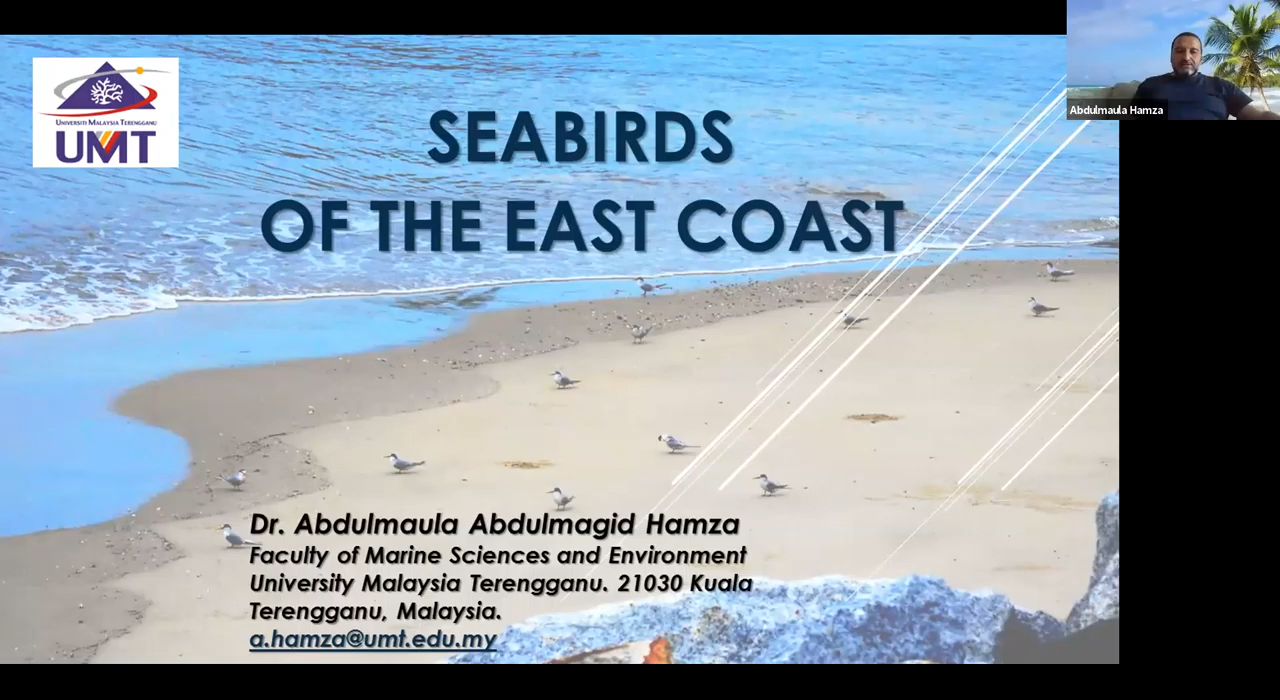 UNIVERSITI MALAYSIA TERENGGANU
UMT
SEABIRDS
OF THE EAST COAST
Abdulmaula Hamza
Dr. Abdulmaula Abdulmagid Hamza
Faculty of Marine Sciences and Environment
University Malaysia Terengganu. 21030 Kuala
Terengganu, Malaysia.
a.hamza@umt.edu.my